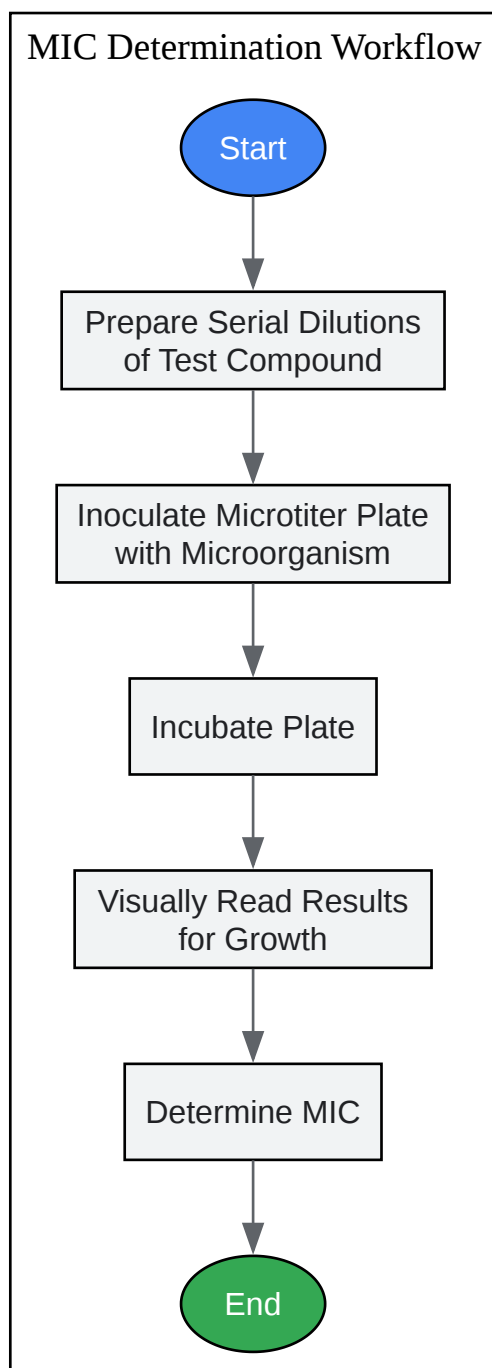 MIC Determination Workflow
Start
Prepare Serial Dilutions
of Test Compound
Inoculate Microtiter Plate
with Microorganism
Incubate Plate
Visually Read Results
for Growth
Determine MIC
End